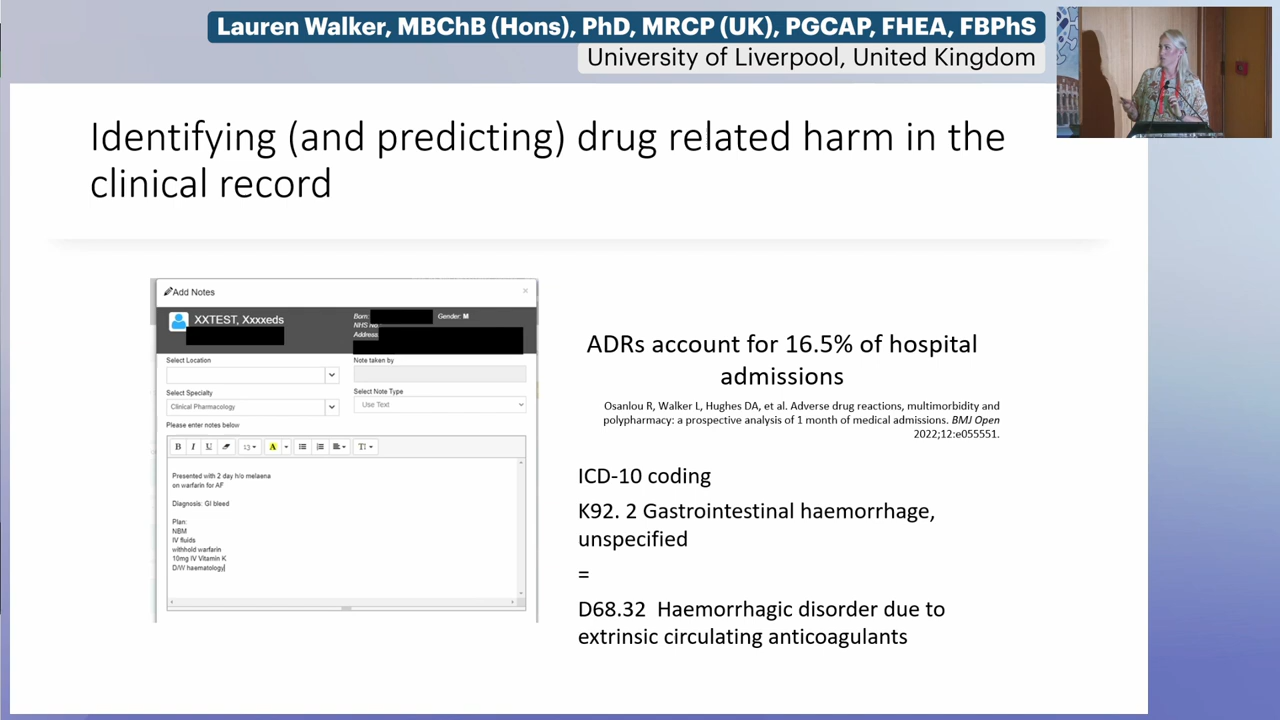 Lauren Walker, MBChB (Hons), PhD, MRCP (UK), PGCAP, FHEA, FBPhS
University of Liverpool, United Kingdom
Identifying (and predicting) drug related harm in the
clinical record
Add Notes
×
XXTEST, Xxxxeds
Born:
Gender: M
NHS No.
Address:
Select Location
Note taken by
Select Specialty
Select Note Type
Clinical Pharmacology
Use Text
Please enter notes below
B I U 13 A TI
Presented with 2 day h/o melaena
on warfarin for AF
Diagnosis: GI bleed
Plan:
NBM
IV fluids
withhold warfarin
10mg IV Vitamin K
D/W haematology
ADRs account for 16.5% of hospital
admissions
Osanlou R, Walker L, Hughes DA, et al. Adverse drug reactions, multimorbidity and
polypharmacy: a prospective analysis of 1 month of medical admissions. BMJ Open
2022;12:e055551.
ICD-10 coding
K92. 2 Gastrointestinal haemorrhage,
unspecified
=
D68.32 Haemorrhagic disorder due to
extrinsic circulating anticoagulants